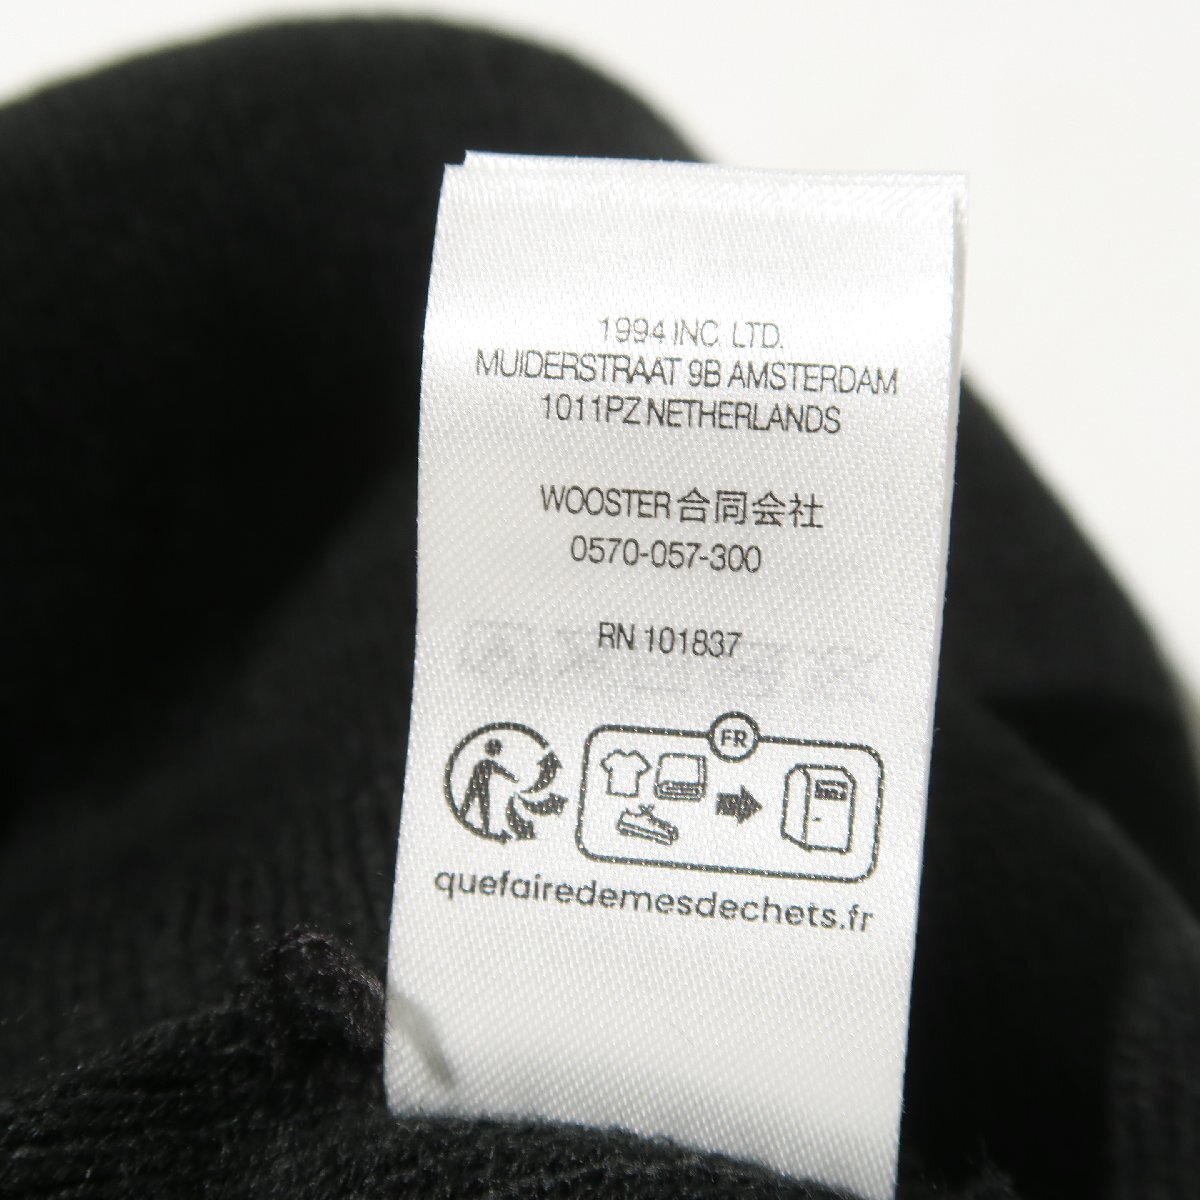 1994 INC. LTD.
MUIDERSTRAAT 9B AMSTERDAM
1011PZ NETHERLANDS
WOOSTER合同会社
0570-057-300
RN 101837
FR
quefairedemesdechets.fr